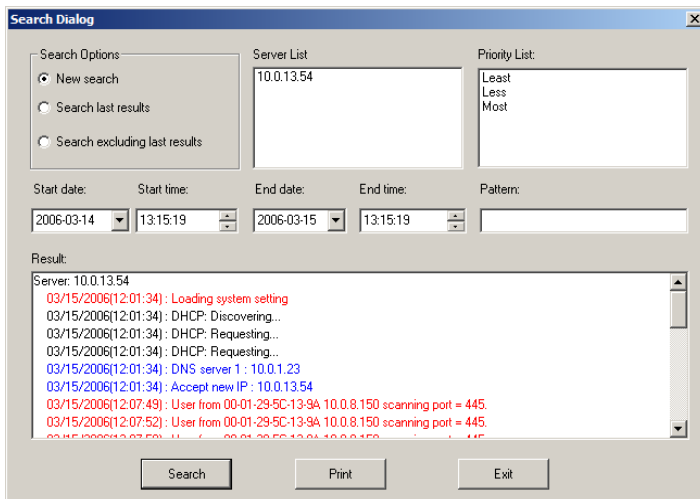 Search Dialog
Search Options
New search
Search last results
Search excluding last results
Server List
10.0.13.54
Priority List:
Least
Less
Most
Start date:
Start time:
End date:
End time:
Pattern:
2006-03-14
13:15:19
2006-03-15
13:15:19
Result:
Server: 10.0.13.54
03/15/2006(12:01:34) : Loading system setting
03/15/2006(12:01:34) : DHCP: Discovering...
03/15/2006(12:01:34) : DHCP: Requesting...
03/15/2006(12:01:34) : DHCP: Requesting...
03/15/2006(12:01:34) : DNS server 1 : 10.0.1.23
03/15/2006(12:01:34) : Accept new IP : 10.0.13.54
03/15/2006(12:07:49) : User from 00-01-29-5C-13-9A 10.0.8.150 scanning port = 445.
03/15/2006(12:07:52) : User from 00-01-29-5C-13-9A 10.0.8.150 scanning port = 445.
Search
Print
Exit